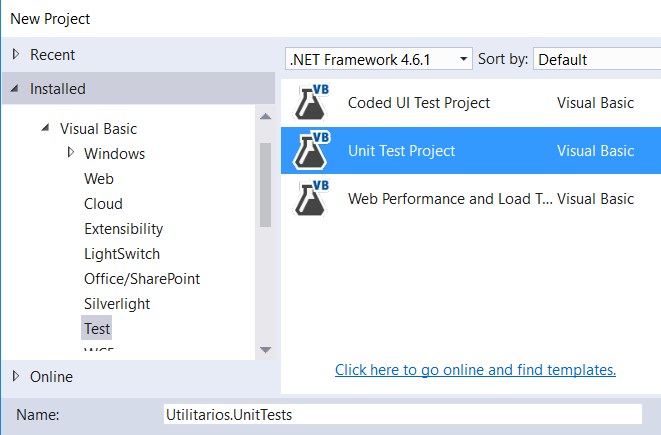 New Project
Recent
Installed
Visual Basic
Windows
Web
Cloud
Extensibility
LightSwitch
Office/SharePoint
Silverlight
Test
Online
.NET Framework 4.6.1 Sort by: Default
VB Coded UI Test Project Visual Basic
VB Unit Test Project Visual Basic
VB Web Performance and Load T... Visual Basic
Click here to go online and find templates.
Name: Utilitarios.UnitTests